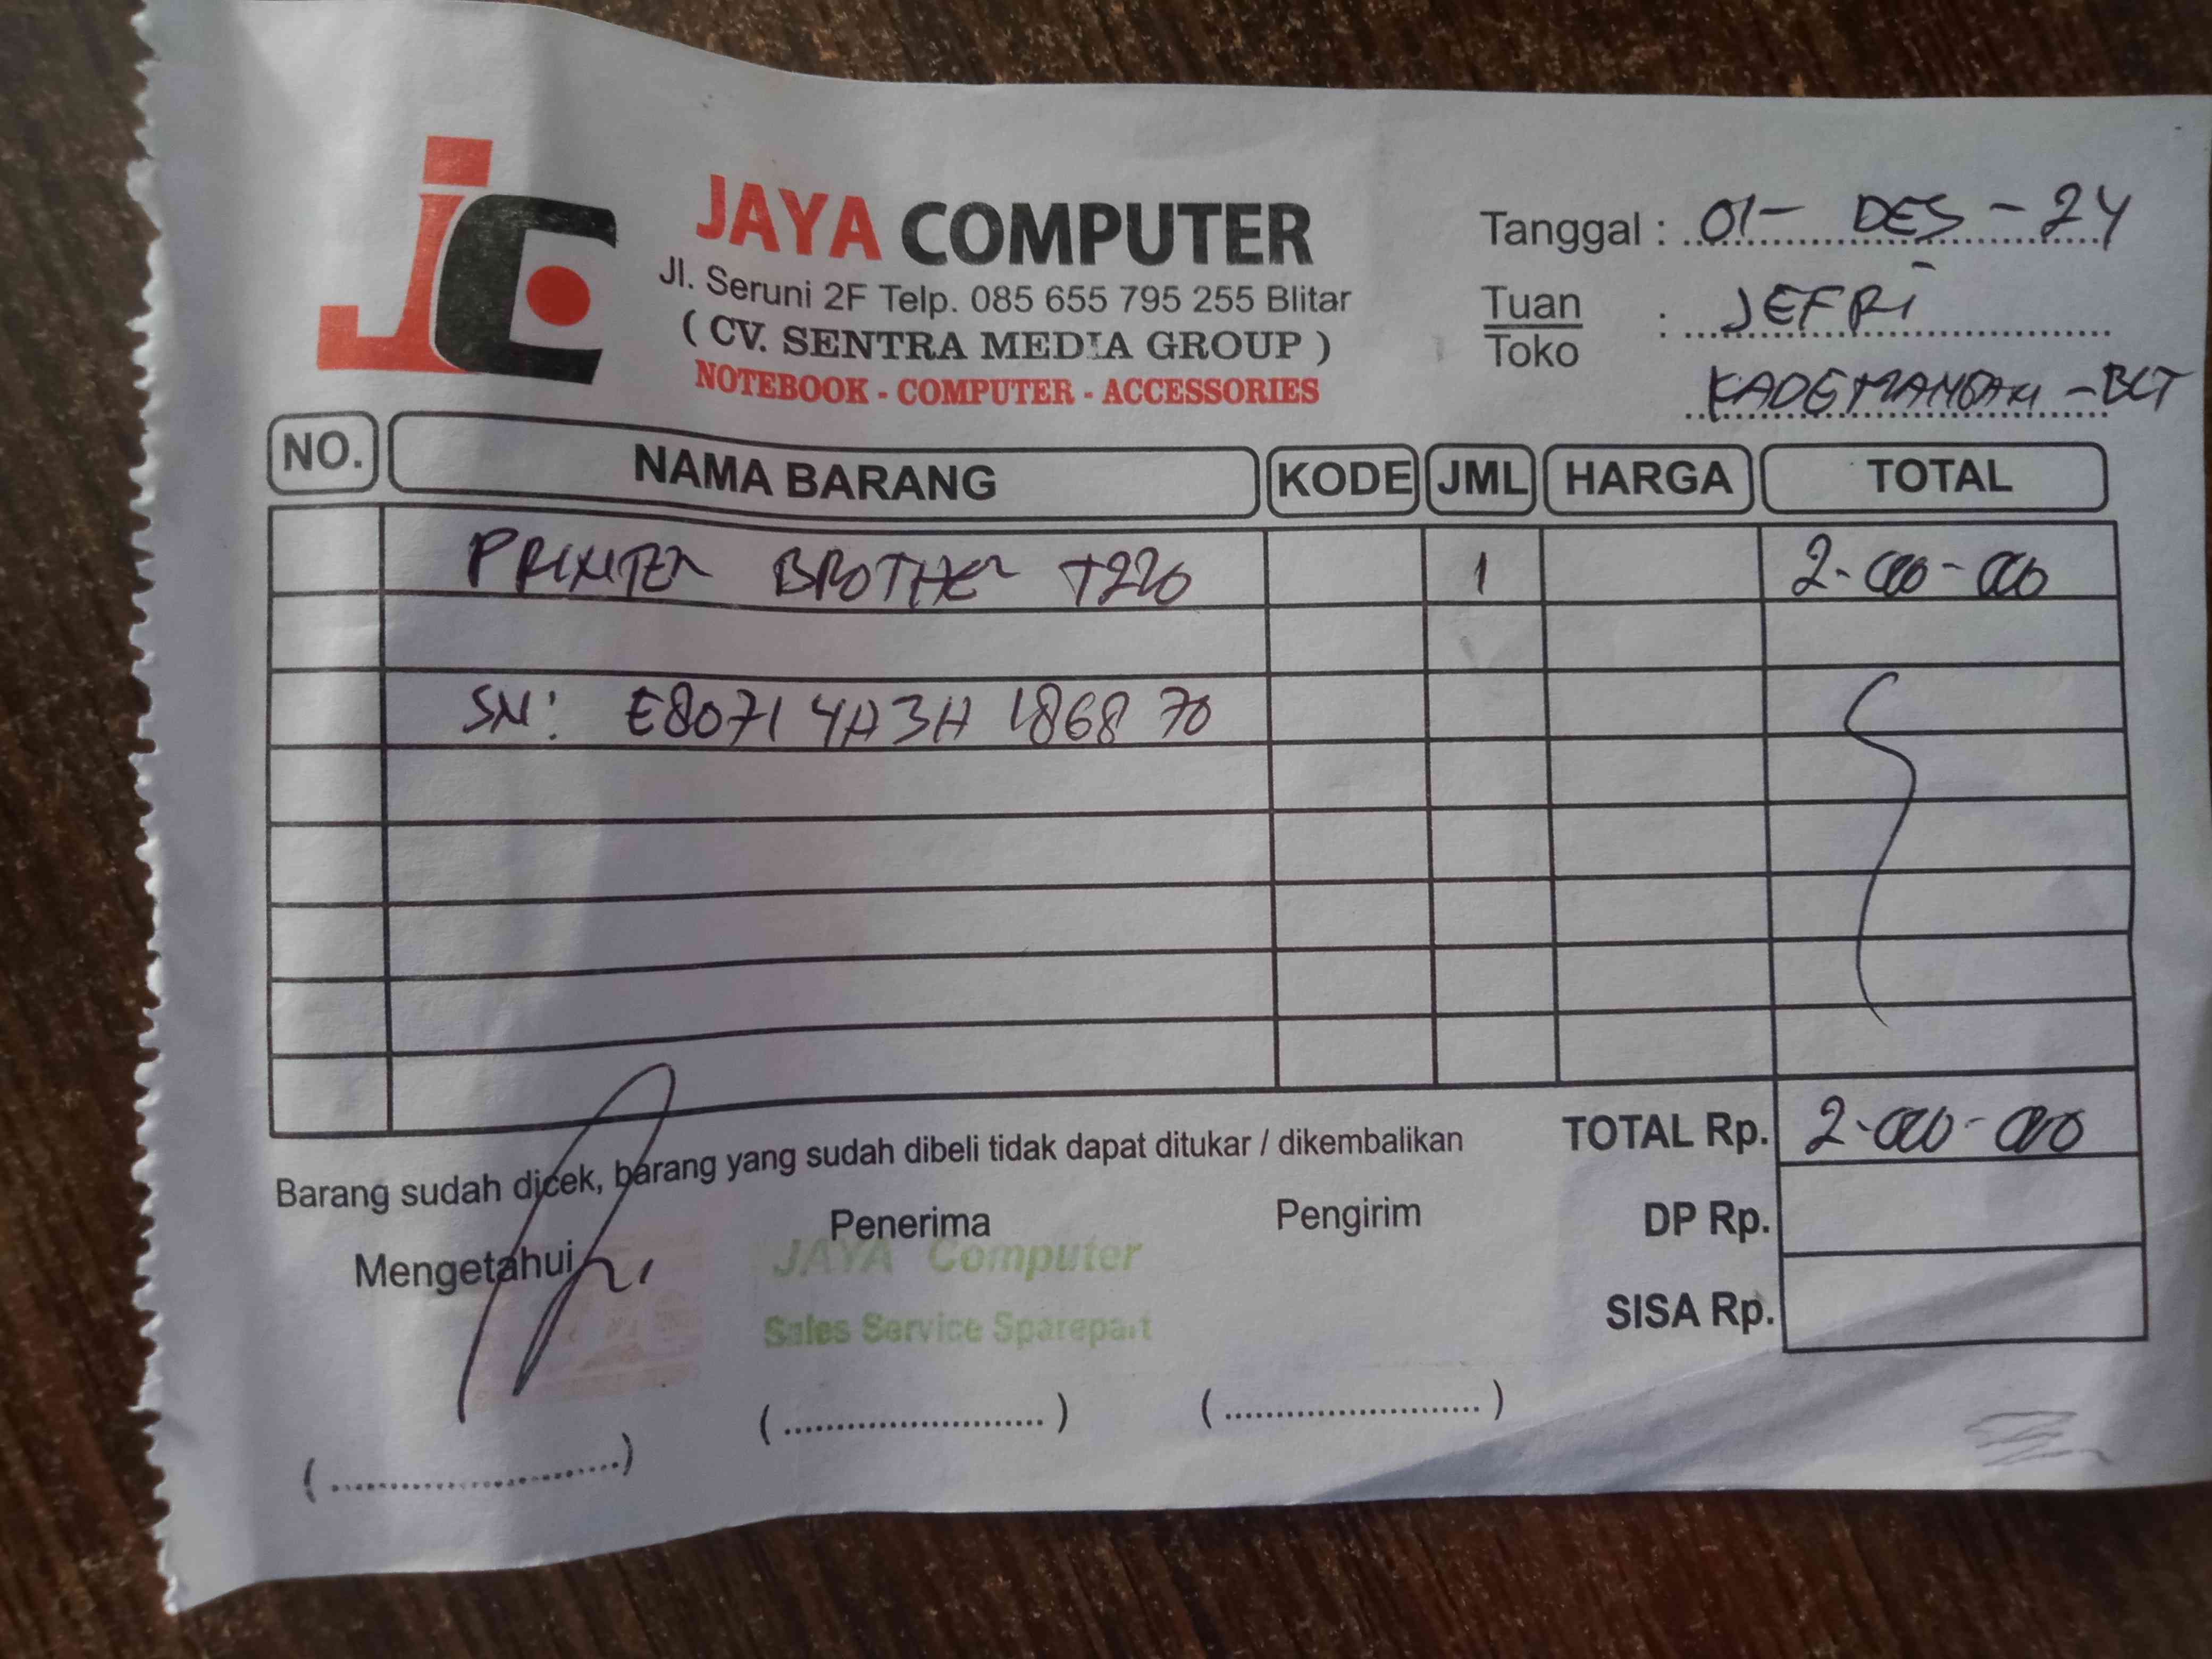 JAYA COMPUTER
Jl. Seruni 2F Telp. 085 655 795 255 Blitar
( CV. SENTRA MEDIA GROUP )
NOTEBOOK - COMPUTER - ACCESSORIES
Tanggal : 01 - DES - 24
Tuan
Toko : JEFRI
KADEMANGAN - BLT
NO. NAMA BARANG KODE JML HARGA TOTAL
PRINTER BROTHER T220 1 2-000-000
SN: E80714A3H186870
TOTAL Rp. 2-000-000
Barang sudah dicek, barang yang sudah dibeli tidak dapat ditukar / dikembalikan
DP Rp.
SISA Rp.
Mengetahui Penerima Pengirim
JAYA Computer
Sales Service Sparepart
(........................) (........................) (........................)